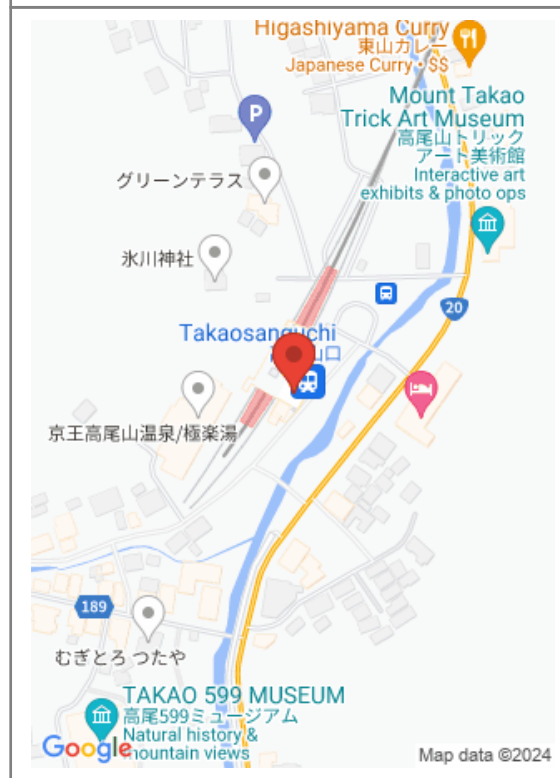 Higashiyama Curry
東山カレー
Japanese Curry・$$
Mount Takao
Trick Art Museum
高尾山トリック
アート美術館
Interactive art
exhibits & photo ops
P
グリーンテラス
氷川神社
20
Takaosanguchi
山口
京王高尾山温泉/極楽湯
189
むぎとろ つたや
TAKAO 599 MUSEUM
高尾599ミュージアム
Natural history &
mountain views
Google
Map data ©2024